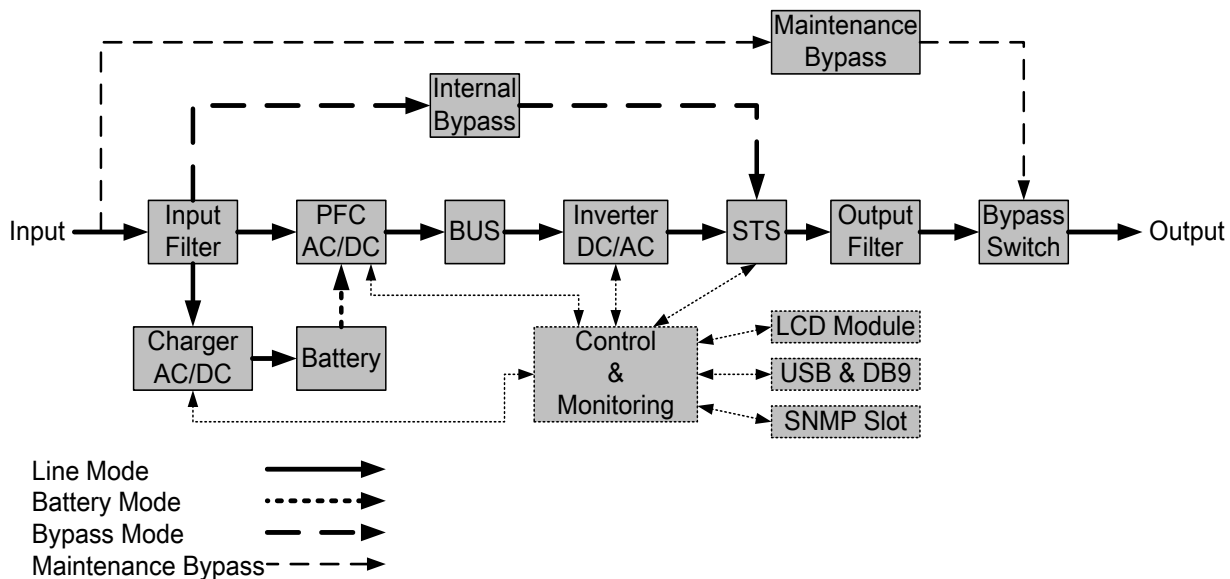 Maintenance
Bypass
Internal
Bypass
Input
Input
Filter
PFC
AC/DC
BUS
Inverter
DC/AC
STS
Output
Filter
Bypass
Switch
Output
Charger
AC/DC
Battery
Control
&
Monitoring
LCD Module
USB & DB9
SNMP Slot
Line Mode
Battery Mode
Bypass Mode
Maintenance Bypass